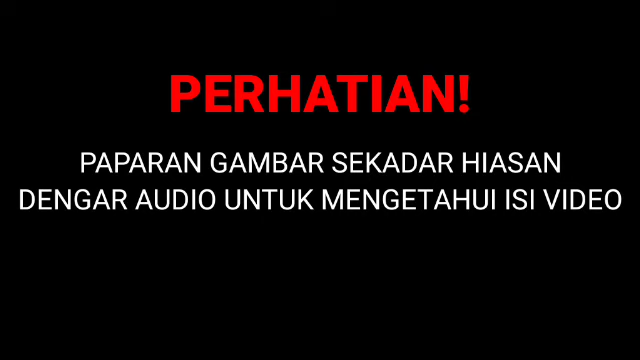 PERHATIAN!
PAPARAN GAMBAR SEKADAR HIASAN
DENGAR AUDIO UNTUK MENGETAHUI ISI VIDEO